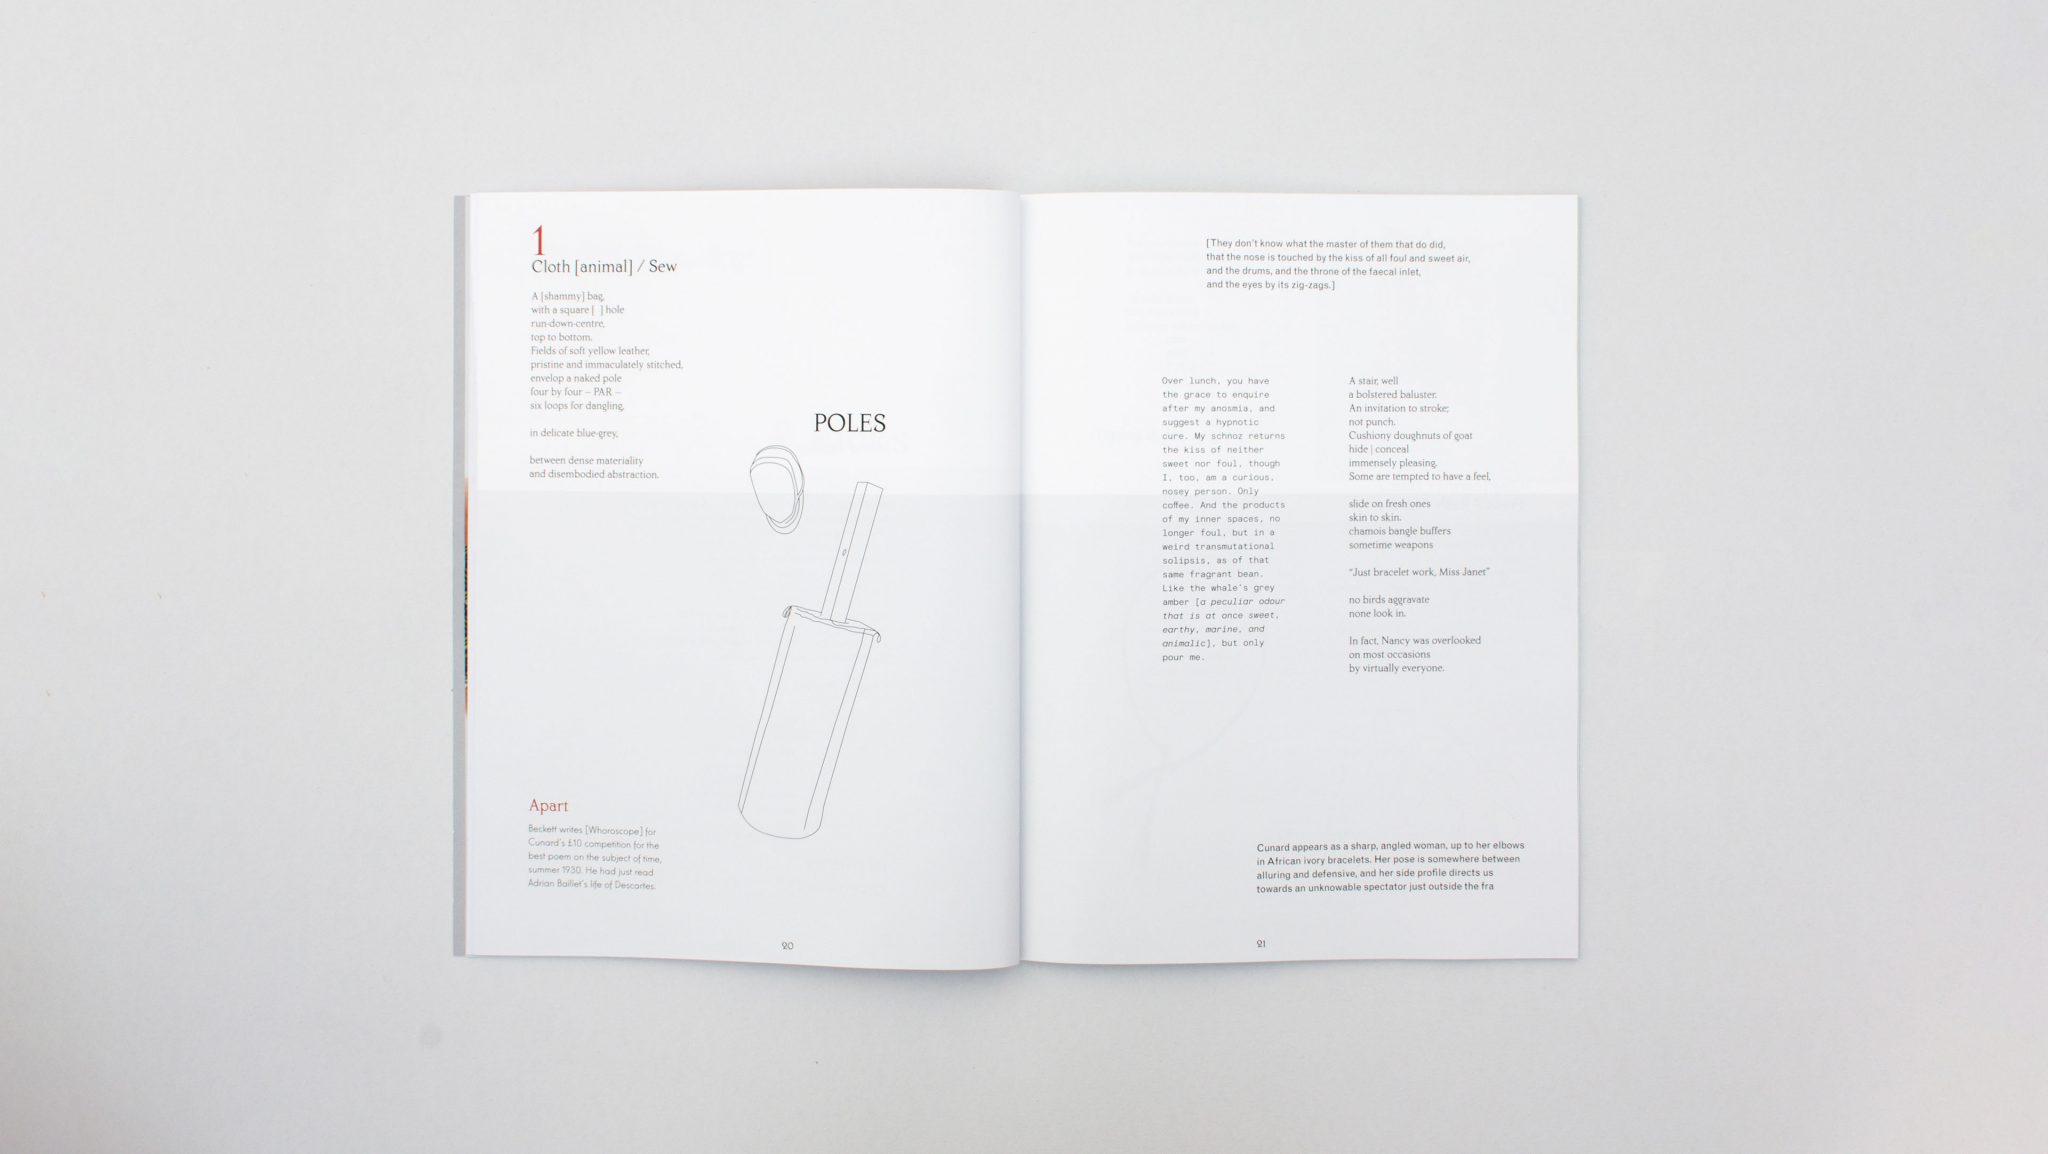 1
Cloth [animal] / Sew
A [shammy] bag,
with a square [ ] hole
run-down-centre,
top to bottom.
Fields of soft yellow leather,
pristine and immaculately stitched,
envelop a naked pole
four by four – PAR –
six loops for dangling,
in delicate blue-grey,
between dense materiality
and disembodied abstraction.
POLES
Apart
Beckett writes [Whoroscope] for
Cunard's £10 competition for the
best poem on the subject of time,
summer 1930. He had just read
Adrian Baillet's life of Descartes.
20
[They don't know what the master of them that do did,
that the nose is touched by the kiss of all foul and sweet air,
and the drums, and the throne of the faecal inlet,
and the eyes by its zig-zags.]
Over lunch, you have
the grace to enquire
after my anosmia, and
suggest a hypnotic
cure. My schnoz returns
the kiss of neither
sweet nor foul, though
I, too, am a curious,
nosey person. Only
coffee. And the products
of my inner spaces, no
longer foul, but in a
weird transmutational
solipsis, as of that
same fragrant bean.
Like the whale's grey
amber [a peculiar odour
that is at once sweet,
earthy, marine, and
animalic], but only
pour me.
A stair, well
a bolstered baluster.
An invitation to stroke;
not punch.
Cushiony doughnuts of goat
hide | conceal
immensely pleasing.
Some are tempted to have a feel,
slide on fresh ones
skin to skin.
chamois bangle buffers
sometime weapons
“Just bracelet work, Miss Janet”
no birds aggravate
none look in.
In fact, Nancy was overlooked
on most occasions
by virtually everyone.
Cunard appears as a sharp, angled woman, up to her elbows
in African ivory bracelets. Her pose is somewhere between
alluring and defensive, and her side profile directs us
towards an unknowable spectator just outside the fra
21